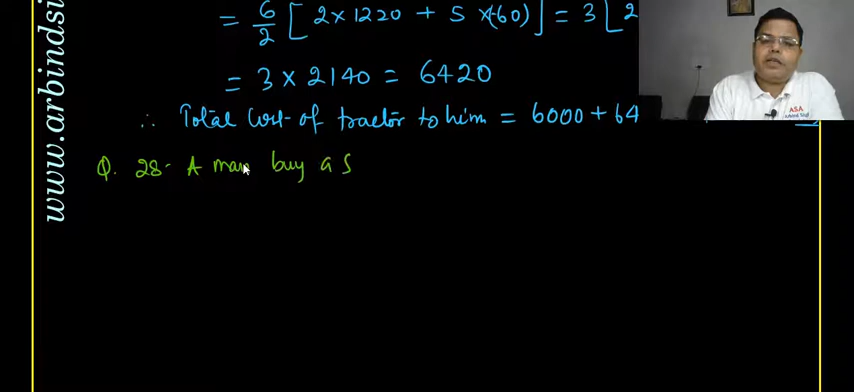 = 6/2 [ 2 × 1220 + 5 × (-60) ] = 3 [ 2
= 3 × 2140 = 6420
∴ Total cost of tractor to him = 6000 + 64
Q. 28- A man buy a S
www.arbindsi
ASA